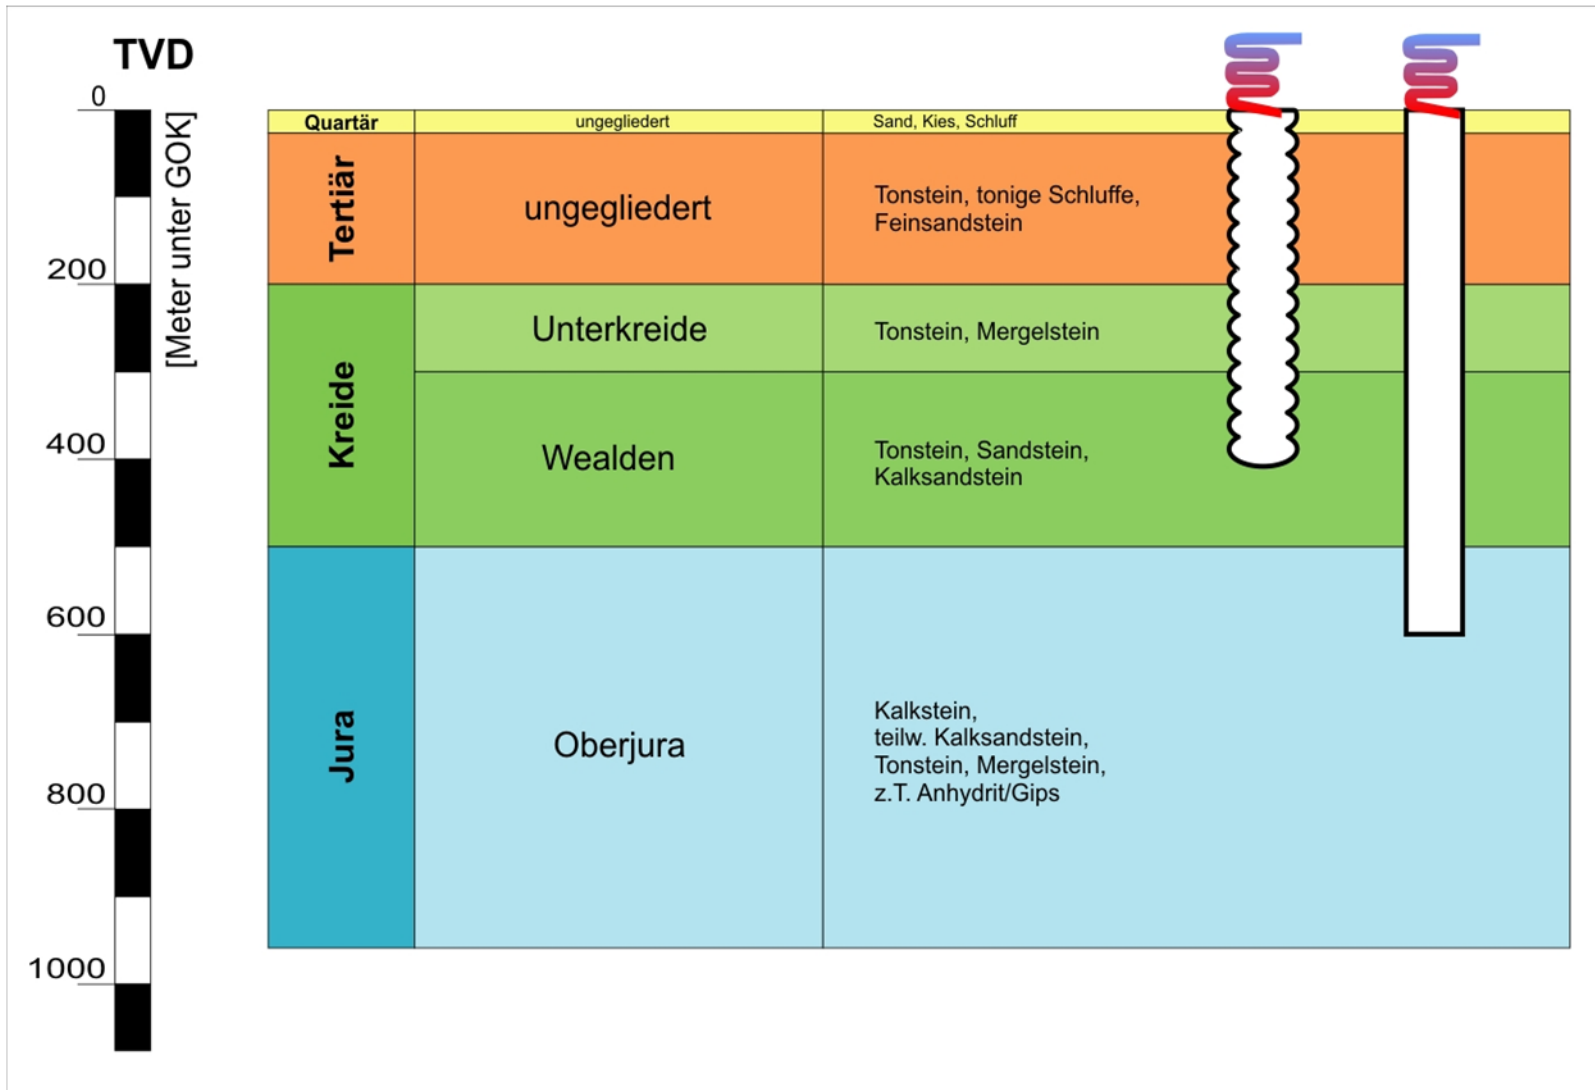 TVD
[Meter unter GOK]
0
200
400
600
800
1000
Quartär
ungegliedert
Sand, Kies, Schluff
Tertiär
ungegliedert
Tonstein, tonige Schluffe,
Feinsandstein
Kreide
Unterkreide
Tonstein, Mergelstein
Wealden
Tonstein, Sandstein,
Kalksandstein
Jura
Oberjura
Kalkstein,
teilw. Kalksandstein,
Tonstein, Mergelstein,
z.T. Anhydrit/Gips